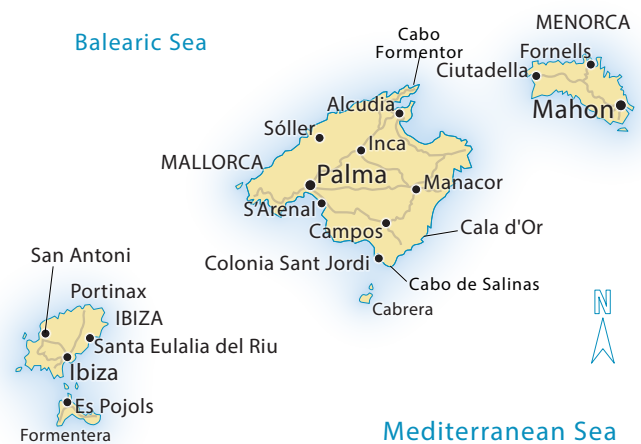 MENORCA
Balearic Sea
Cabo
Formentor
Fornells
Ciutadella
Alcudia
Mahon
Sóller
Inca
MALLORCA
Palma
Manacor
S'Arenal
Campos
Cala d'Or
San Antoni
Colonia Sant Jordi
Cabo de Salinas
Portinax
Cabrera
IBIZA
N
Santa Eulalia del Riu
Ibiza
Es Pojols
Formentera
Mediterranean Sea